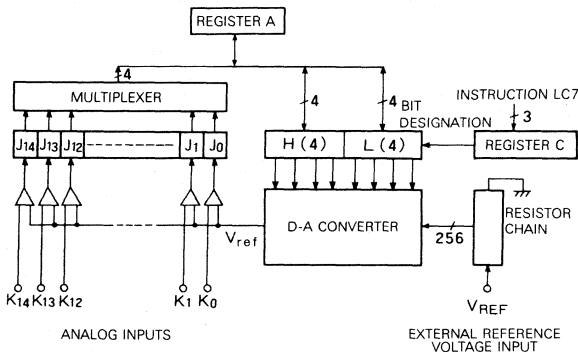 REGISTER A
4
MULTIPLEXER
4
4
BIT
DESIGNATION
INSTRUCTION LC7
3
J14 J13 J12 J1 J0
H (4) L (4)
REGISTER C
D-A CONVERTER
Vref
256
RESISTOR
CHAIN
K14 K13 K12 K1 K0
VREF
ANALOG INPUTS
EXTERNAL REFERENCE
VOLTAGE INPUT